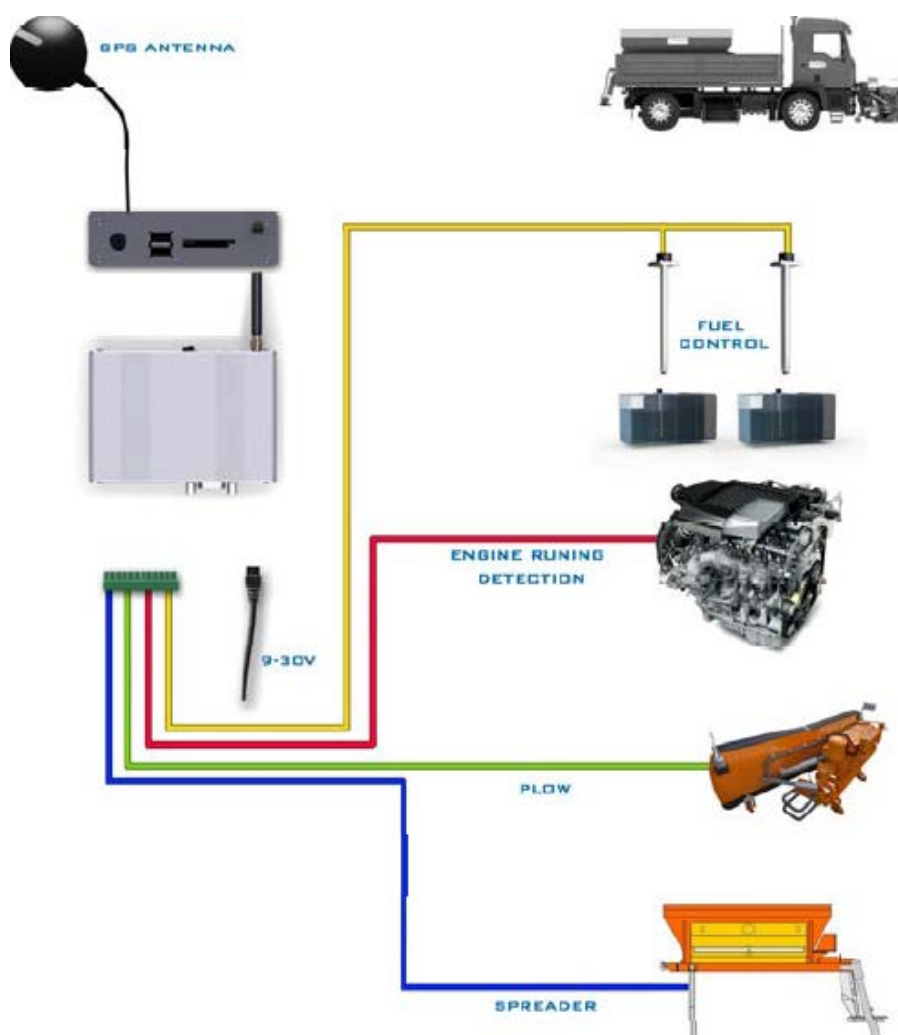 GPS ANTENNA
FUEL
CONTROL
ENGINE RUNING
DETECTION
9-30V
PLOW
SPREADER